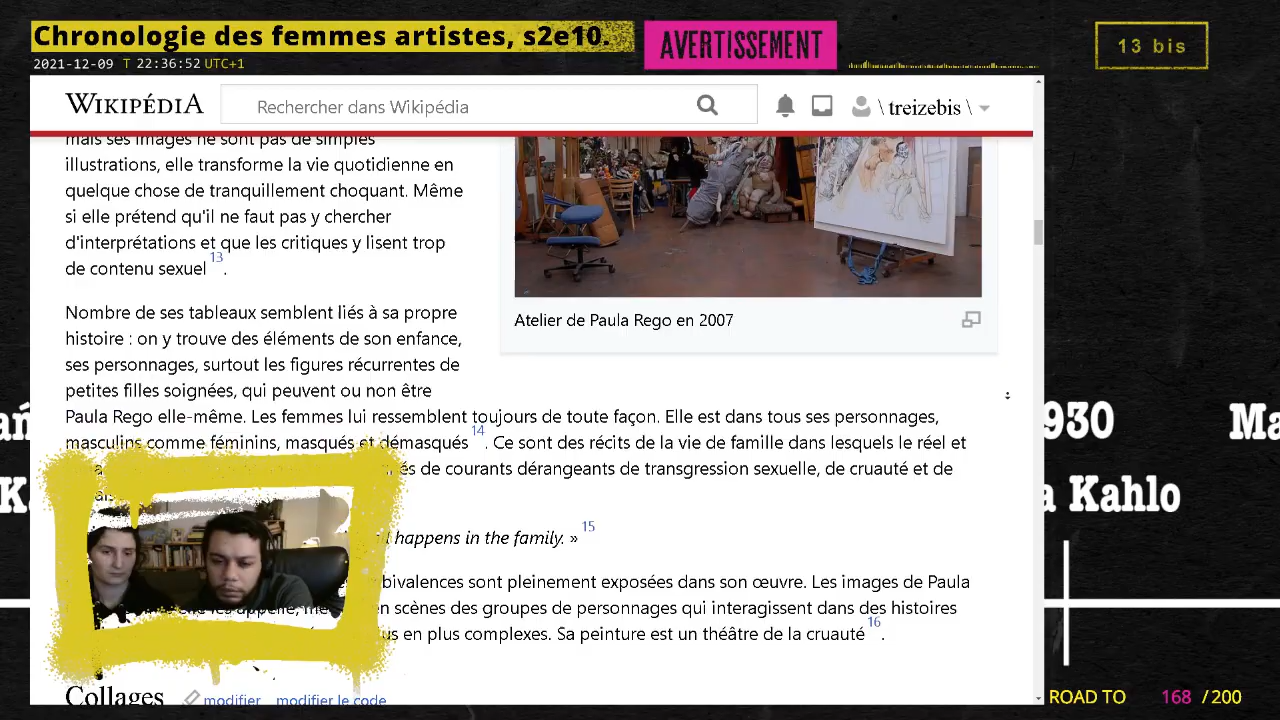 Chronologie des femmes artistes, s2e10.
AVERTISSEMENT
13 bis
2021-12-09 T 22:36:52 UTC+1
WIKIPÉDIA
Rechercher dans Wikipédia
\ treizebis \
mais ses images ne sont pas de simples
illustrations, elle transforme la vie quotidienne en
quelque chose de tranquillement choquant. Même
si elle prétend qu'il ne faut pas y chercher
d'interprétations et que les critiques y lisent trop
de contenu sexuel 13.
Atelier de Paula Rego en 2007
Nombre de ses tableaux semblent liés à sa propre
histoire : on y trouve des éléments de son enfance,
ses personnages, surtout les figures récurrentes de
petites filles soignées, qui peuvent ou non être
Paula Rego elle-même. Les femmes lui ressemblent toujours de toute façon. Elle est dans tous ses personnages,
masculins comme féminins, masqués et démasqués 14. Ce sont des récits de la vie de famille dans lesquels le réel et
de courants dérangeants de transgression sexuelle, de cruauté et de
happens in the family. » 15
sont pleinement exposées dans son œuvre. Les images de Paula
scènes des groupes de personnages qui interagissent dans des histoires
en plus complexes. Sa peinture est un théâtre de la cruauté 16.
Collages modifier modifier le code
930
Ma
Kahlo
ROAD TO 168 / 200